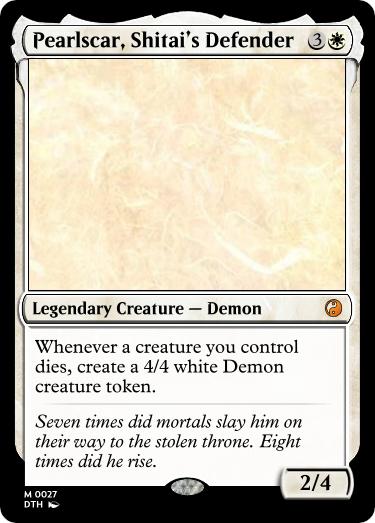 Pearlscar, Shitai's Defender 3
Legendary Creature — Demon
Whenever a creature you control
dies, create a 4/4 white Demon
creature token.
Seven times did mortals slay him on
their way to the stolen throne. Eight
times did he rise.
2/4
M 0027
DTH